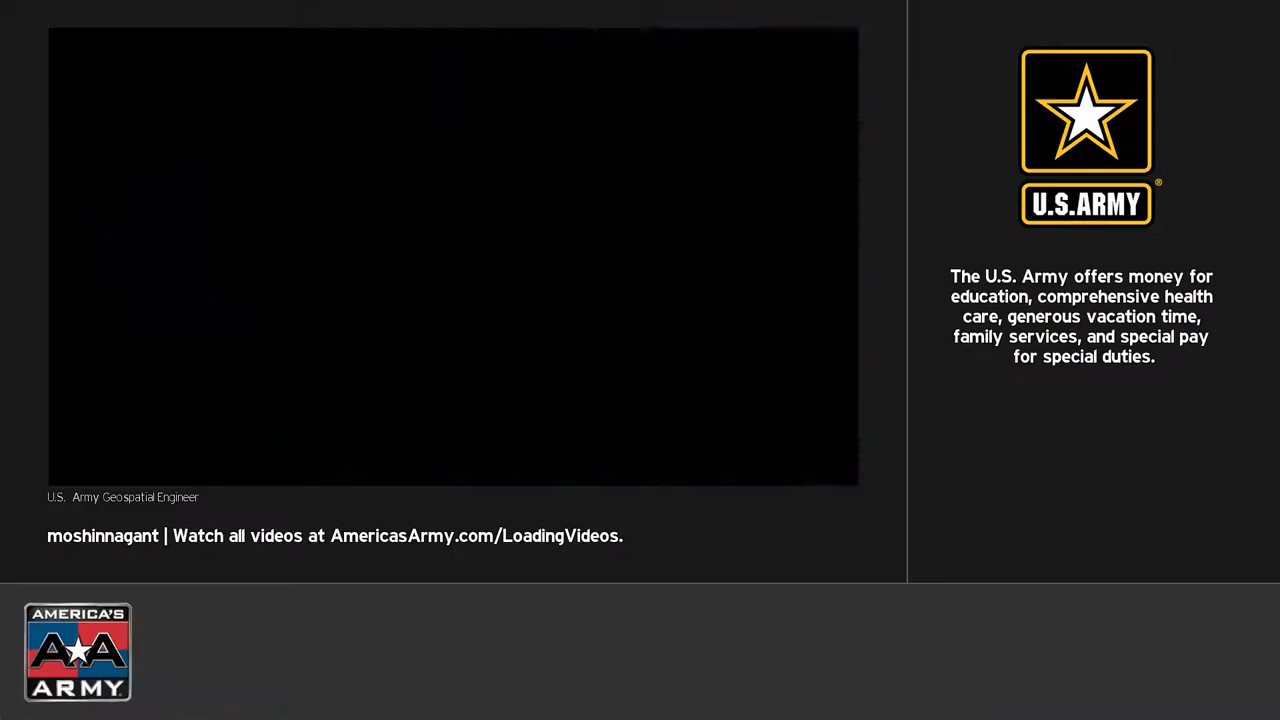 U.S.ARMY
®
The U.S. Army offers money for
education, comprehensive health
care, generous vacation time,
family services, and special pay
for special duties.
U.S. Army Geospatial Engineer
moshinnagant | Watch all videos at AmericasArmy.com/LoadingVideos.
AMERICA'S
AA
ARMY